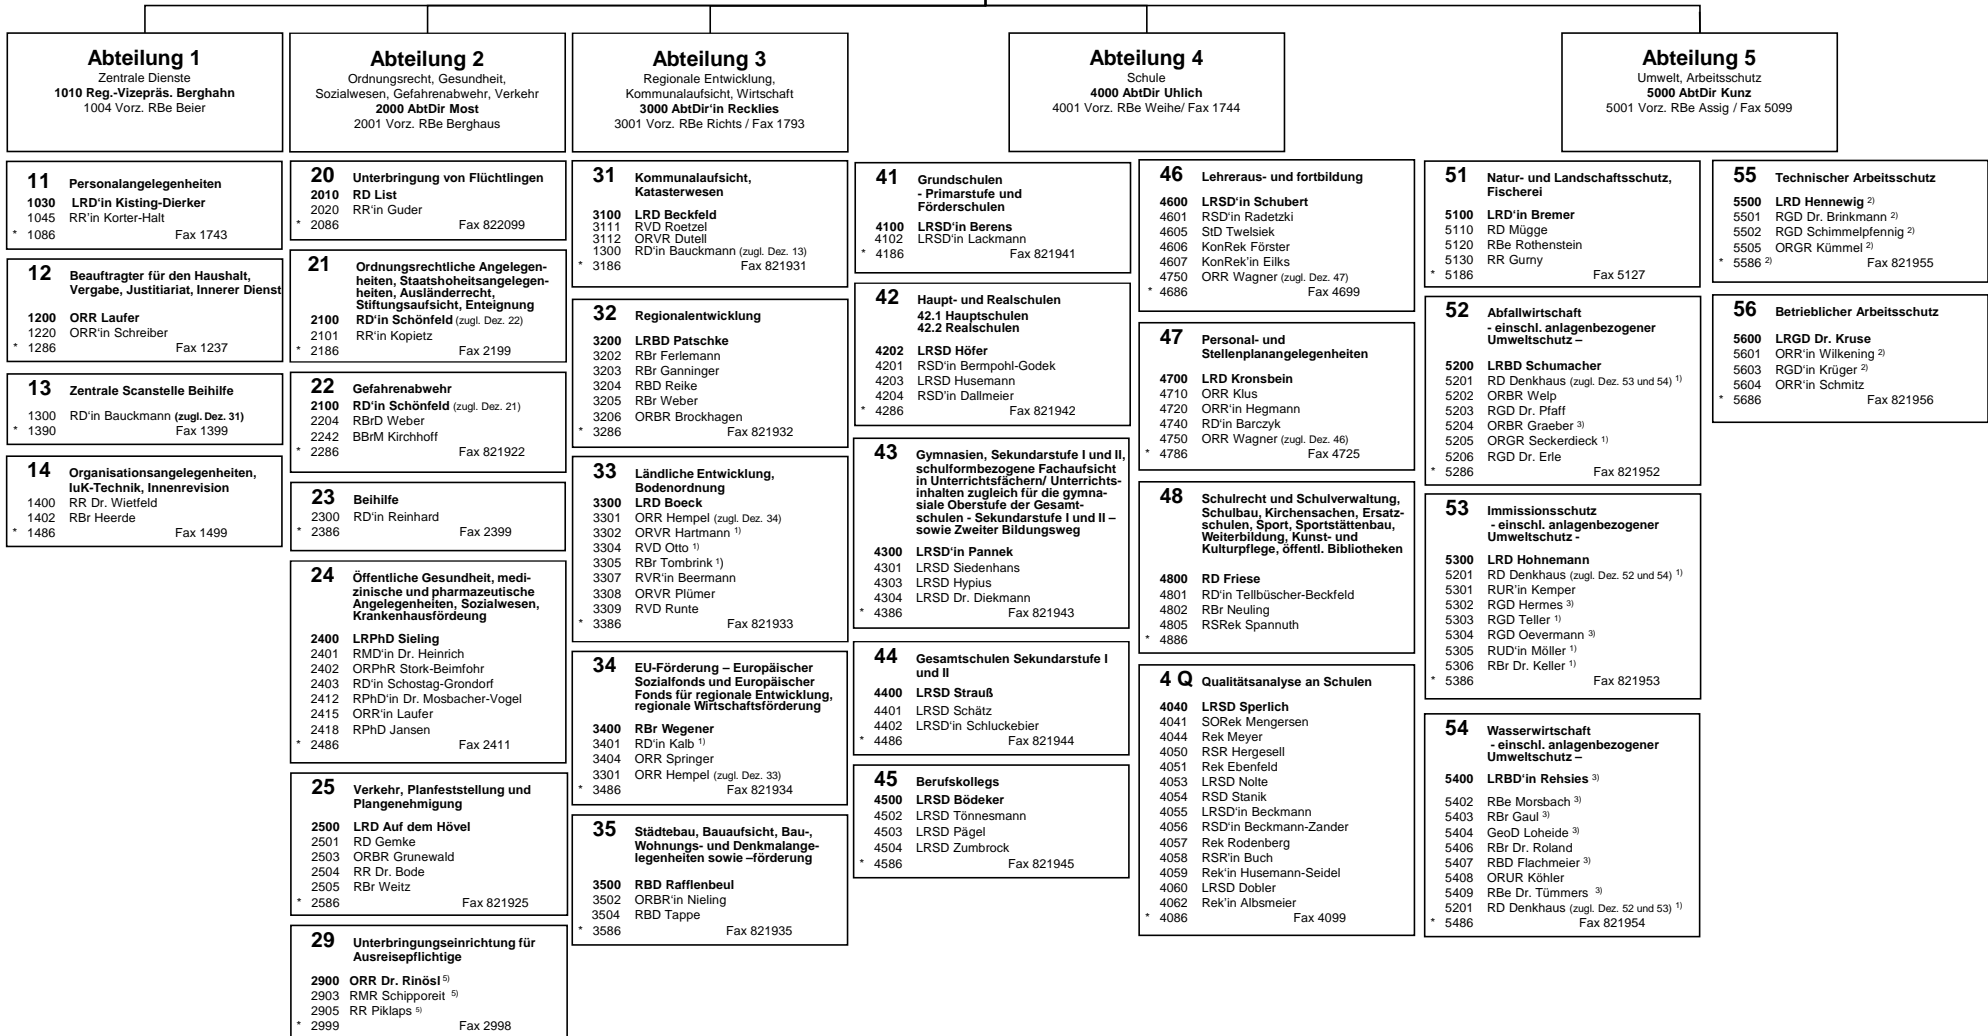 Abteilung 1
Zentrale Dienste
1010 Reg.-Vizepräs. Berghahn
1004 Vorz. RBe Beier
Abteilung 2
Ordnungsrecht, Gesundheit,
Sozialwesen, Gefahrenabwehr, Verkehr
2000 AbtDir Most
2001 Vorz. RBe Berghaus
Abteilung 3
Regionale Entwicklung,
Kommunalaufsicht, Wirtschaft
3000 AbtDir'in Recklies
3001 Vorz. RBe Richts / Fax 1793
Abteilung 4
Schule
4000 AbtDir Uhlich
4001 Vorz. RBe Weihe/ Fax 1744
Abteilung 5
Umwelt, Arbeitsschutz
5000 AbtDir Kunz
5001 Vorz. RBe Assig / Fax 5099
11 Personalangelegenheiten
1030 LRD'in Kisting-Dierker
1045 RR'in Korter-Halt
* 1086 Fax 1743
12 Beauftragter für den Haushalt,
Vergabe, Justitiariat, Innerer Dienst
1200 ORR Laufer
1220 ORR'in Schreiber
* 1286 Fax 1237
13 Zentrale Scanstelle Beihilfe
1300 RD'in Bauckmann (zugl. Dez. 31)
* 1390 Fax 1399
14 Organisationsangelegenheiten,
IuK-Technik, Innenrevision
1400 RR Dr. Wietfeld
1402 RBr Heerde
* 1486 Fax 1499
20 Unterbringung von Flüchtlingen
2010 RD List
2020 RR'in Guder
* 2086 Fax 822099
21 Ordnungsrechtliche Angelegen-
heiten, Staatshoheitsangelegen-
heiten, Ausländerrecht,
Stiftungsaufsicht, Enteignung
2100 RD'in Schönfeld (zugl. Dez. 22)
2101 RR'in Kopietz
* 2186 Fax 2199
22 Gefahrenabwehr
2100 RD'in Schönfeld (zugl. Dez. 21)
2204 RBrD Weber
2242 BBrM Kirchhoff
* 2286 Fax 821922
23 Beihilfe
2300 RD'in Reinhard
* 2386 Fax 2399
24 Öffentliche Gesundheit, medi-
zinische und pharmazeutische
Angelegenheiten, Sozialwesen,
Krankenhausfördeung
2400 LRPhD Sieling
2401 RMD'in Dr. Heinrich
2402 ORPhR Stork-Beimfohr
2403 RD'in Schostag-Grondorf
2412 RPhD'in Dr. Mosbacher-Vogel
2415 ORR'in Laufer
2418 RPhD Jansen
* 2486 Fax 2411
25 Verkehr, Planfeststellung und
Plangenehmigung
2500 LRD Auf dem Hövel
2501 RD Gemke
2503 ORBR Grunewald
2504 RR Dr. Bode
2505 RBr Weitz
* 2586 Fax 821925
29 Unterbringungseinrichtung für
Ausreisepflichtige
2900 ORR Dr. Rinösl 5)
2903 RMR Schipporeit 5)
2905 RR Piklaps 5)
* 2999 Fax 2998
31 Kommunalaufsicht,
Katasterwesen
3100 LRD Beckfeld
3111 RVD Roetzel
3112 ORVR Dutell
1300 RD'in Bauckmann (zugl. Dez. 13)
* 3186 Fax 821931
32 Regionalentwicklung
3200 LRBD Patschke
3202 RBr Ferlemann
3203 RBr Ganninger
3204 RBD Reike
3205 RBr Weber
3206 ORBR Brockhagen
* 3286 Fax 821932
33 Ländliche Entwicklung,
Bodenordnung
3300 LRD Boeck
3301 ORR Hempel (zugl. Dez. 34)
3302 ORVR Hartmann 1)
3304 RVD Otto 1)
3305 RBr Tombrink 1)
3307 RVR'in Beermann
3308 ORVR Plümer
3309 RVD Runte
* 3386 Fax 821933
34 EU-Förderung – Europäischer
Sozialfonds und Europäischer
Fonds für regionale Entwicklung,
regionale Wirtschaftsförderung
3400 RBr Wegener
3401 RD'in Kalb 1)
3404 ORR Springer
3301 ORR Hempel (zugl. Dez. 33)
* 3486 Fax 821934
35 Städtebau, Bauaufsicht, Bau-,
Wohnungs- und Denkmalange-
legenheiten sowie –förderung
3500 RBD Rafflenbeul
3502 ORBR'in Nieling
3504 RBD Tappe
* 3586 Fax 821935
41 Grundschulen
- Primarstufe und
Förderschulen
4100 LRSD'in Berens
4102 LRSD'in Lackmann
* 4186 Fax 821941
42 Haupt- und Realschulen
42.1 Hauptschulen
42.2 Realschulen
4202 LRSD Höfer
4201 RSD'in Bermpohl-Godek
4203 LRSD Husemann
4204 RSD'in Dallmeier
* 4286 Fax 821942
43 Gymnasien, Sekundarstufe I und II,
schulformbezogene Fachaufsicht
in Unterrichtsfächern/ Unterrichts-
inhalten zugleich für die gymna-
siale Oberstufe der Gesamt-
schulen - Sekundarstufe I und II –
sowie Zweiter Bildungsweg
4300 LRSD'in Pannek
4301 LRSD Siedenhans
4303 LRSD Hypius
4304 LRSD Dr. Diekmann
* 4386 Fax 821943
44 Gesamtschulen Sekundarstufe I
und II
4400 LRSD Strauß
4401 LRSD Schätz
4402 LRSD'in Schluckebier
* 4486 Fax 821944
45 Berufskollegs
4500 LRSD Bödeker
4502 LRSD Tönnesmann
4503 LRSD Pägel
4504 LRSD Zumbrock
* 4586 Fax 821945
46 Lehreraus- und fortbildung
4600 LRSD'in Schubert
4601 RSD'in Radetzki
4605 StD Twelsiek
4606 KonRek Förster
4607 KonRek'in Eilks
4750 ORR Wagner (zugl. Dez. 47)
* 4686 Fax 4699
47 Personal- und
Stellenplanangelegenheiten
4700 LRD Kronsbein
4710 ORR Klus
4720 ORR'in Hegmann
4740 RD'in Barczyk
4750 ORR Wagner (zugl. Dez. 46)
* 4786 Fax 4725
48 Schulrecht und Schulverwaltung,
Schulbau, Kirchensachen, Ersatz-
schulen, Sport, Sportstättenbau,
Weiterbildung, Kunst- und
Kulturpflege, öffentl. Bibliotheken
4800 RD Friese
4801 RD'in Tellbüscher-Beckfeld
4802 RBr Neuling
4805 RSRek Spannuth
* 4886
4 Q Qualitätsanalyse an Schulen
4040 LRSD Sperlich
4041 SORek Mengersen
4044 Rek Meyer
4050 RSR Hergesell
4051 Rek Ebenfeld
4053 LRSD Nolte
4054 RSD Stanik
4055 LRSD'in Beckmann
4056 RSD'in Beckmann-Zander
4057 Rek Rodenberg
4058 RSR'in Buch
4059 Rek'in Husemann-Seidel
4060 LRSD Dobler
4062 Rek'in Albsmeier
* 4086 Fax 4099
51 Natur- und Landschaftsschutz,
Fischerei
5100 LRD'in Bremer
5110 RD Mügge
5120 RBe Rothenstein
5130 RR Gurny
* 5186 Fax 5127
52 Abfallwirtschaft
- einschl. anlagenbezogener
Umweltschutz –
5200 LRBD Schumacher
5201 RD Denkhaus (zugl. Dez. 53 und 54) 1)
5202 ORBR Welp
5203 RGD Dr. Pfaff
5204 ORBR Graeber 3)
5205 ORGR Seckerdieck 1)
5206 RGD Dr. Erle
* 5286 Fax 821952
53 Immissionsschutz
- einschl. anlagenbezogener
Umweltschutz -
5300 LRD Hohnemann
5201 RD Denkhaus (zugl. Dez. 52 und 54) 1)
5301 RUR'in Kemper
5302 RGD Hermes 3)
5303 RGD Teller 1)
5304 RGD Oevermann 3)
5305 RUD'in Möller 1)
5306 RBr Dr. Keller 1)
* 5386 Fax 821953
54 Wasserwirtschaft
- einschl. anlagenbezogener
Umweltschutz –
5400 LRBD'in Rehsies 3)
5402 RBe Morsbach 3)
5403 RBr Gaul 3)
5404 GeoD Loheide 3)
5406 RBr Dr. Roland
5407 RBD Flachmeier 3)
5408 ORUR Köhler
5409 RBe Dr. Tümmers 3)
5201 RD Denkhaus (zugl. Dez. 52 und 53) 1)
* 5486 Fax 821954
55 Technischer Arbeitsschutz
5500 LRD Hennewig 2)
5501 RGD Dr. Brinkmann 2)
5502 RGD Schimmelpfennig 2)
5505 ORGR Kümmel 2)
* 5586 2) Fax 821955
56 Betrieblicher Arbeitsschutz
5600 LRGD Dr. Kruse
5601 ORR'in Wilkening 2)
5603 RGD'in Krüger 2)
5604 ORR'in Schmitz
* 5686 Fax 821956